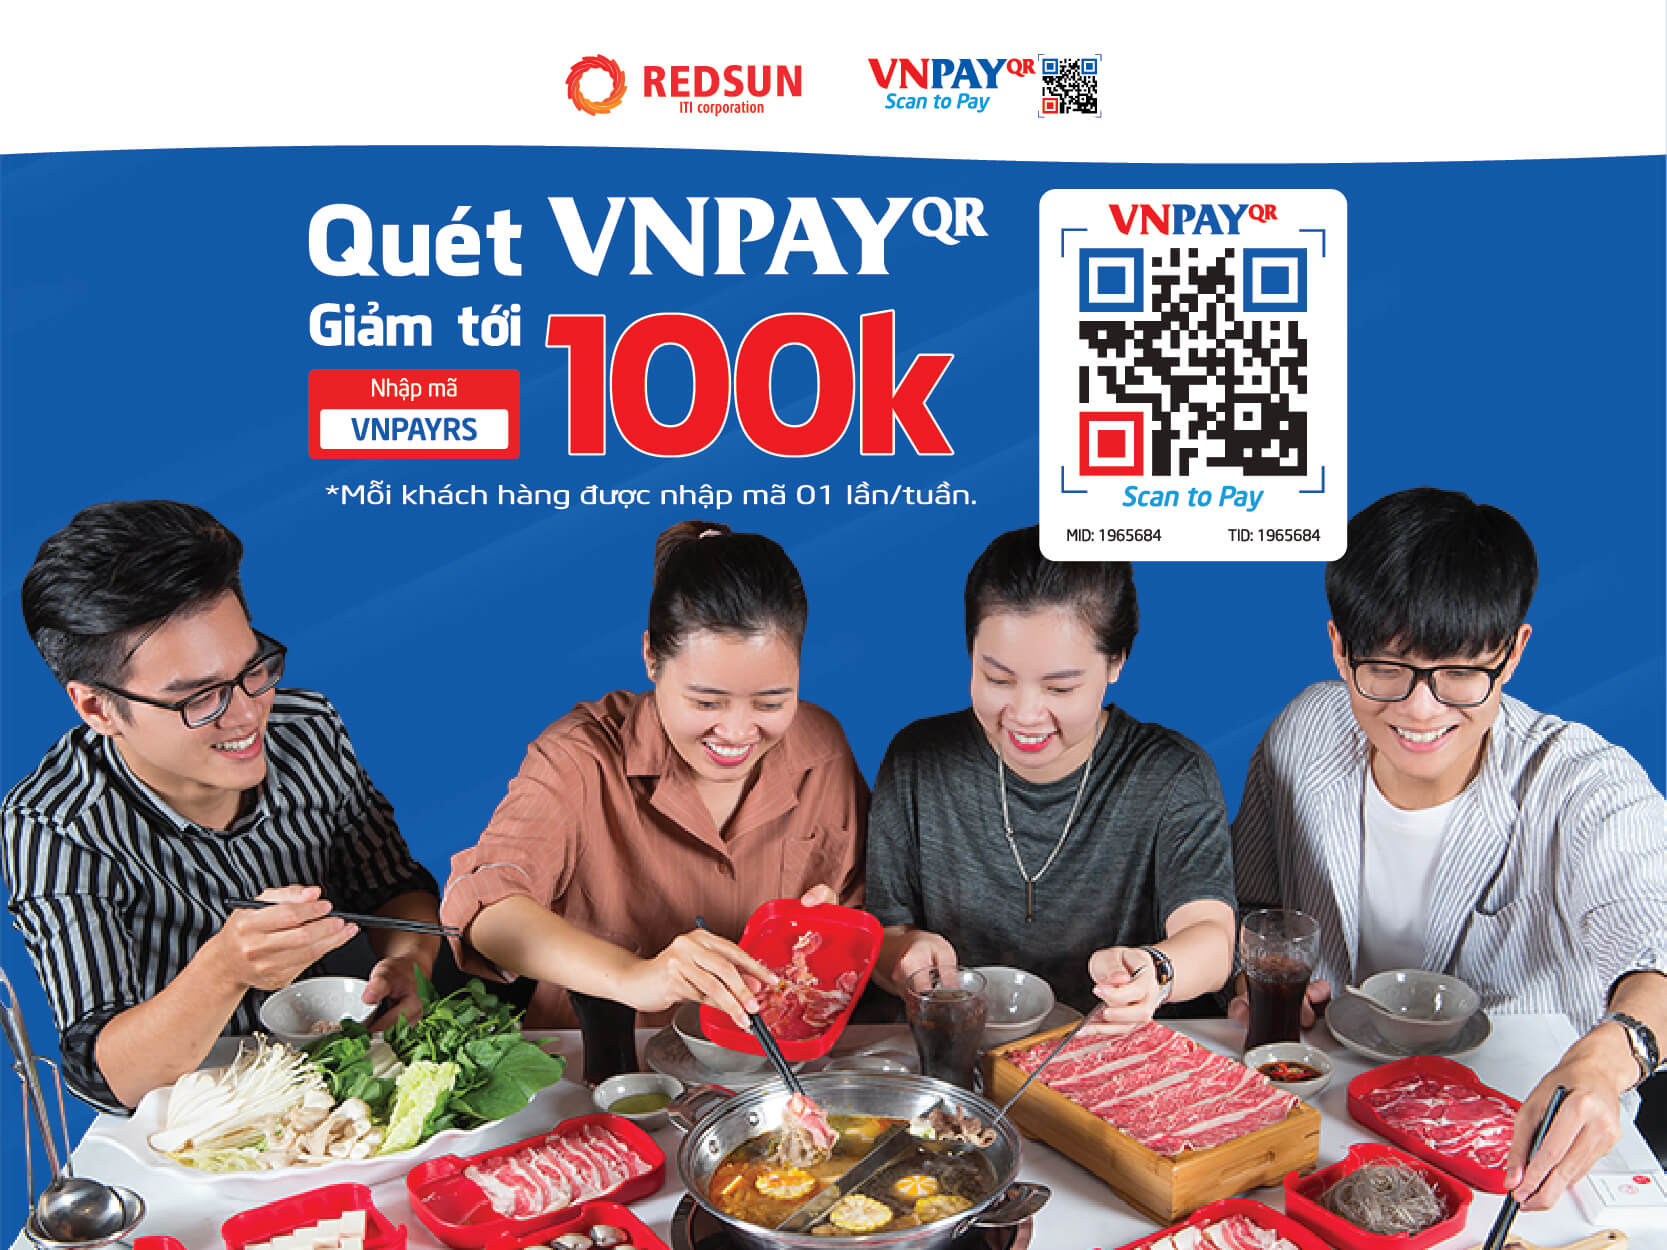 REDSUN
ITI corporation
VNPAYQR
Scan to Pay
Quét VNPAYQR
Giảm tới 100k
Nhập mã
VNPAYRS
*Mỗi khách hàng được nhập mã 01 lần/tuần.
VNPAYQR
Scan to Pay
MID: 1965684 TID: 1965684